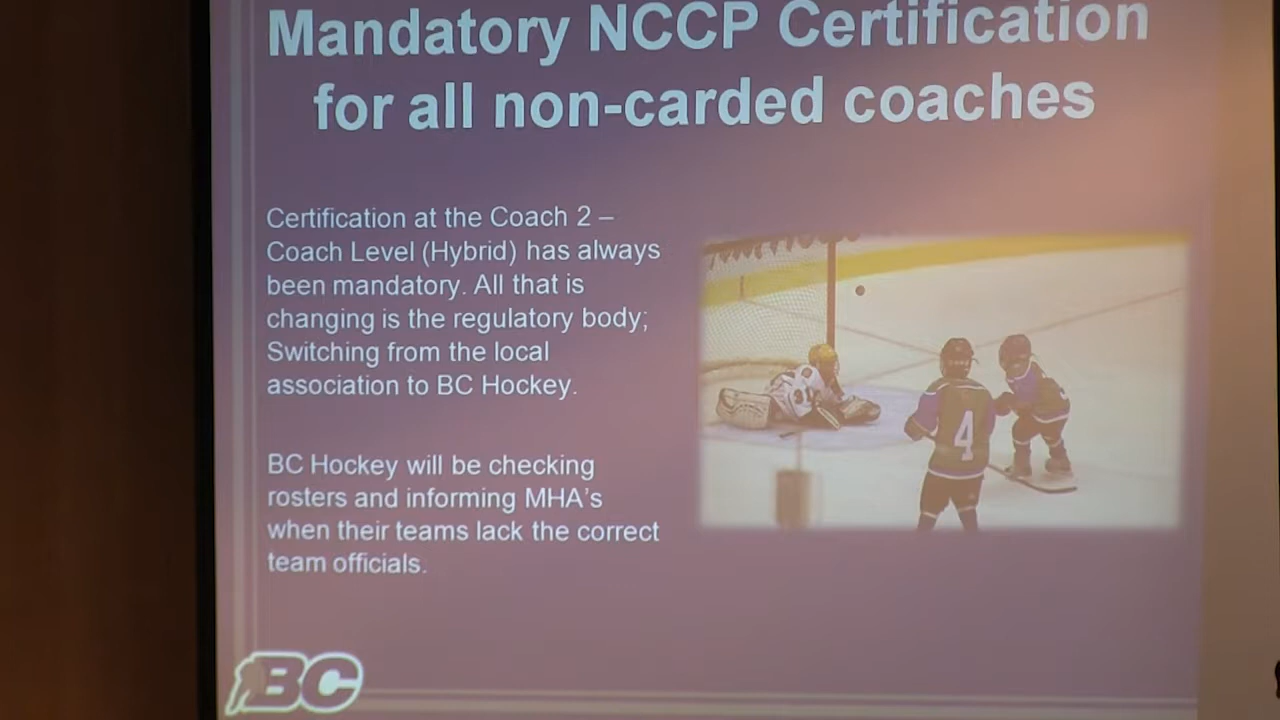 Mandatory NCCP Certification
for all non-carded coaches
Certification at the Coach 2 –
Coach Level (Hybrid) has always
been mandatory. All that is
changing is the regulatory body;
Switching from the local
association to BC Hockey.
BC Hockey will be checking
rosters and informing MHA's
when their teams lack the correct
team officials.
4
BC